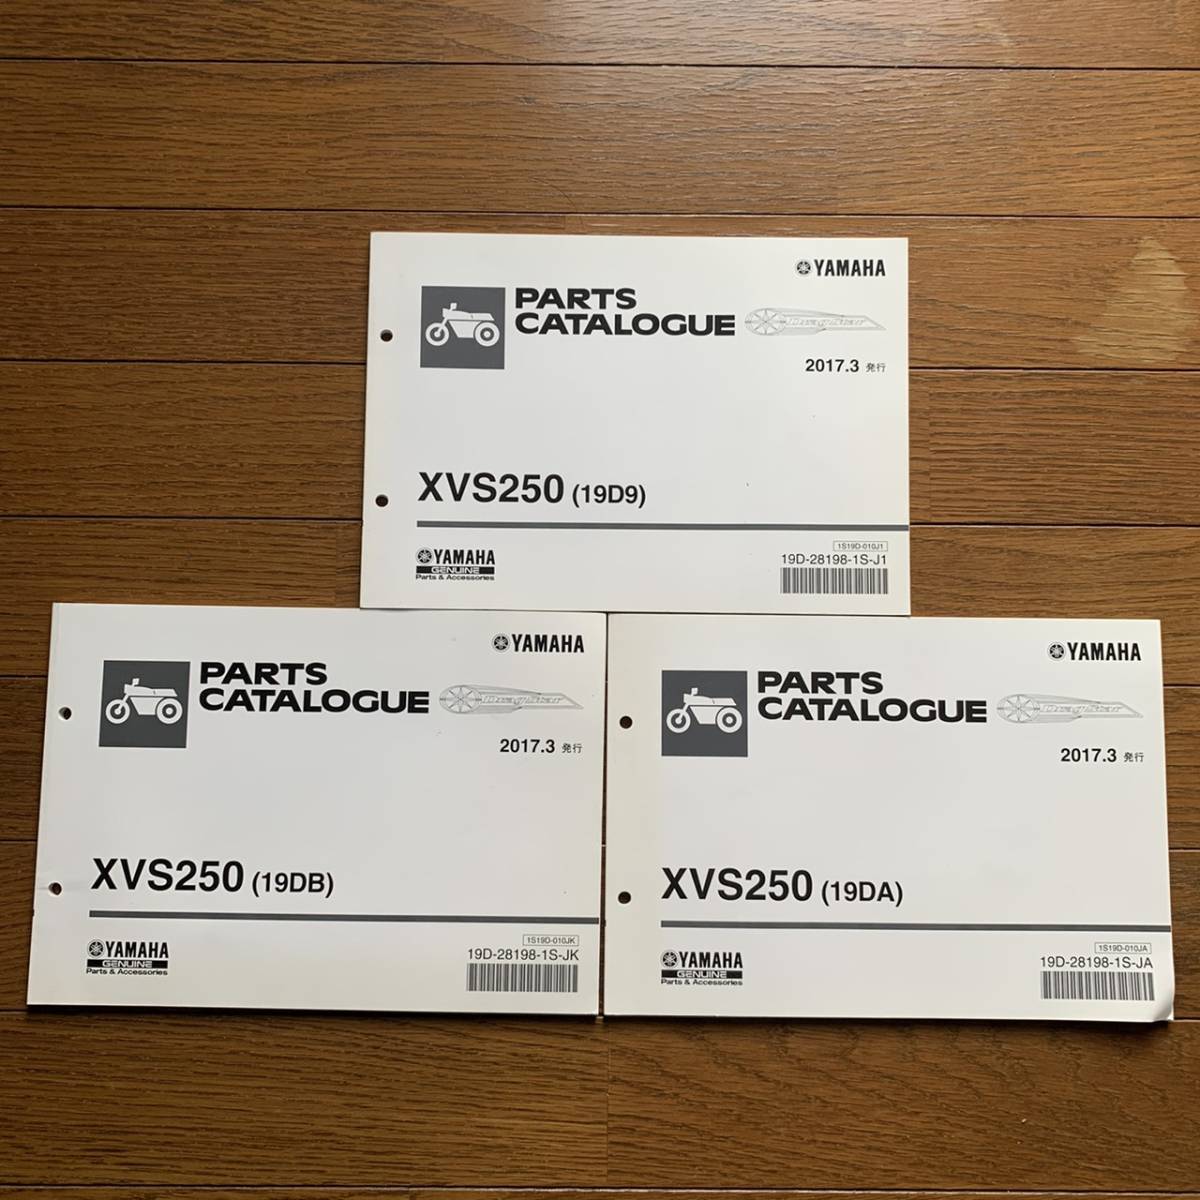 YAMAHA
PARTS
CATALOGUE
DragStar
2017.3 発行
XVS250 (19D9)
1S19D-010J1
YAMAHA
GENUINE
Parts & Accessories
19D-28198-1S-J1
YAMAHA
PARTS
CATALOGUE
DragStar
2017.3 発行
XVS250 (19DB)
1S19D-010JK
YAMAHA
GENUINE
Parts & Accessories
19D-28198-1S-JK
YAMAHA
PARTS
CATALOGUE
DragStar
2017.3 発行
XVS250 (19DA)
1S19D-010JA
YAMAHA
GENUINE
Parts & Accessories
19D-28198-1S-JA